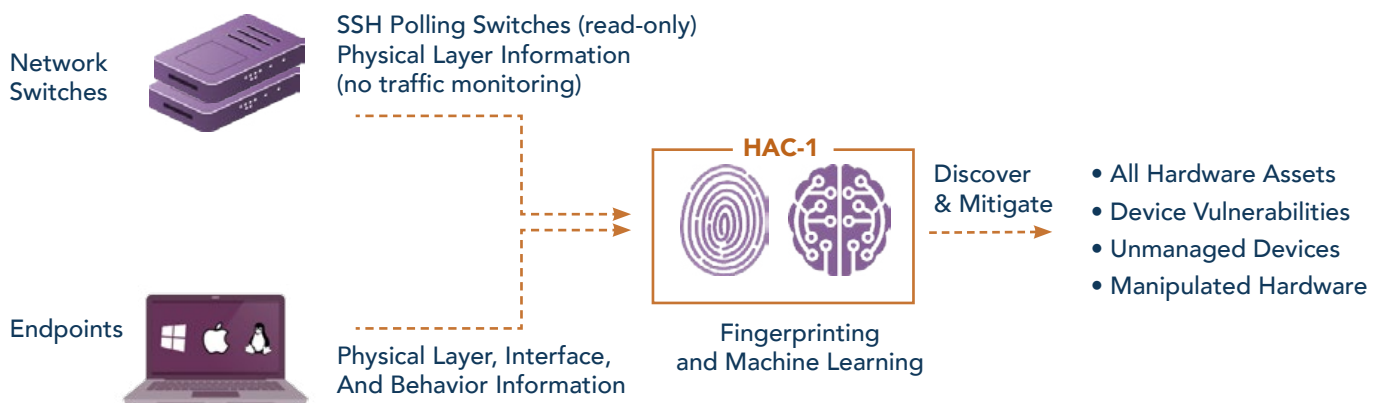 Network
Switches
SSH Polling Switches (read-only)
Physical Layer Information
(no traffic monitoring)
HAC-1
Discover
& Mitigate
• All Hardware Assets
• Device Vulnerabilities
• Unmanaged Devices
• Manipulated Hardware
Endpoints
Physical Layer, Interface,
And Behavior Information
Fingerprinting
and Machine Learning